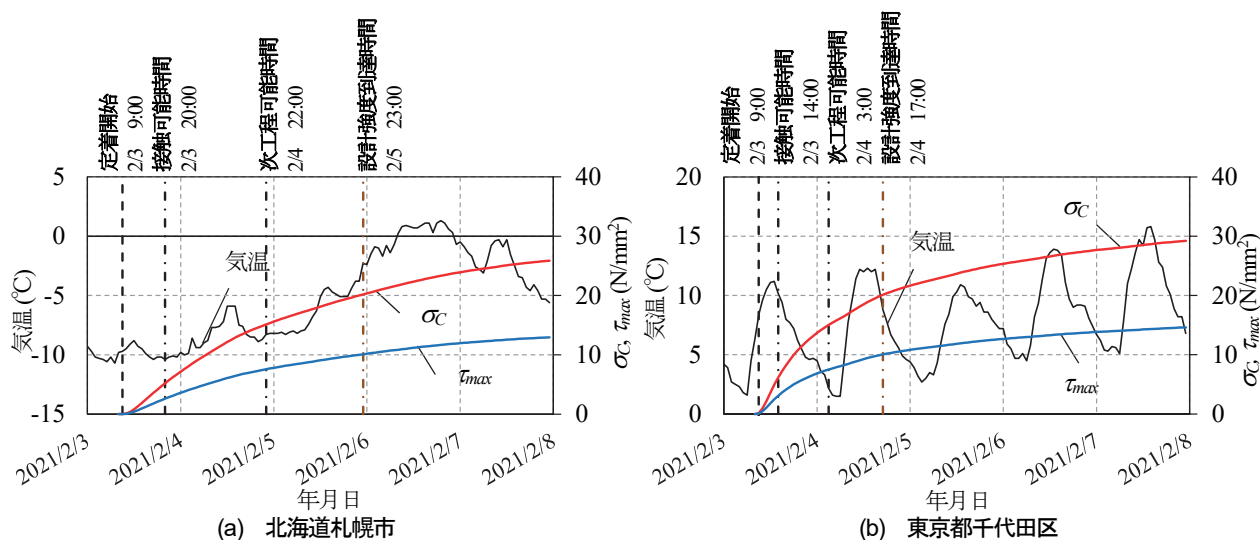 定着開始
2/3 9:00
接触可能時間
2/3 20:00
次工程可能時間
2/4 22:00
設計強度到達時間
2/5 23:00
5
0
-5
-10
-15
気温 (℃)
40
30
20
10
0
σC, τmax (N/mm²)
気温
σC
τmax
2021/2/3
2021/2/4
2021/2/5
2021/2/6
2021/2/7
2021/2/8
年月日
(a) 北海道札幌市
定着開始
2/3 9:00
接触可能時間
2/3 14:00
次工程可能時間
2/4 3:00
設計強度到達時間
2/4 17:00
20
15
10
5
0
気温 (℃)
40
30
20
10
0
σC, τmax (N/mm²)
気温
σC
τmax
2021/2/3
2021/2/4
2021/2/5
2021/2/6
2021/2/7
2021/2/8
年月日
(b) 東京都千代田区